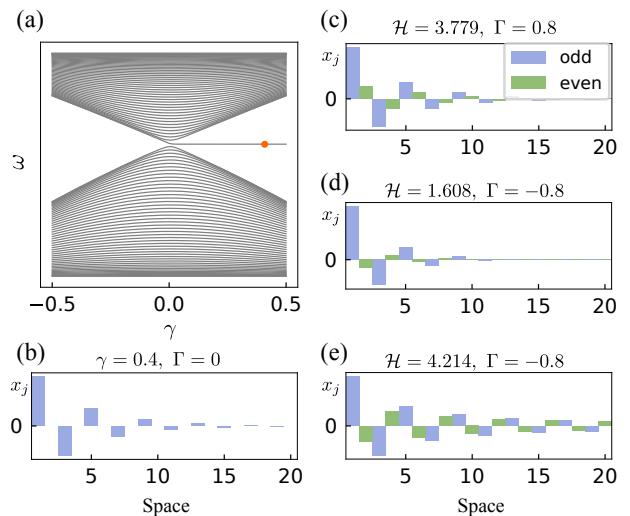 (a)
ω
−0.5
0.0
0.5
γ
(b)
γ = 0.4, Γ = 0
x_j
0
5
10
15
20
Space
(c)
ℋ = 3.779, Γ = 0.8
x_j
odd
even
0
5
10
15
20
(d)
ℋ = 1.608, Γ = −0.8
x_j
0
5
10
15
20
(e)
ℋ = 4.214, Γ = −0.8
x_j
0
5
10
15
20
Space